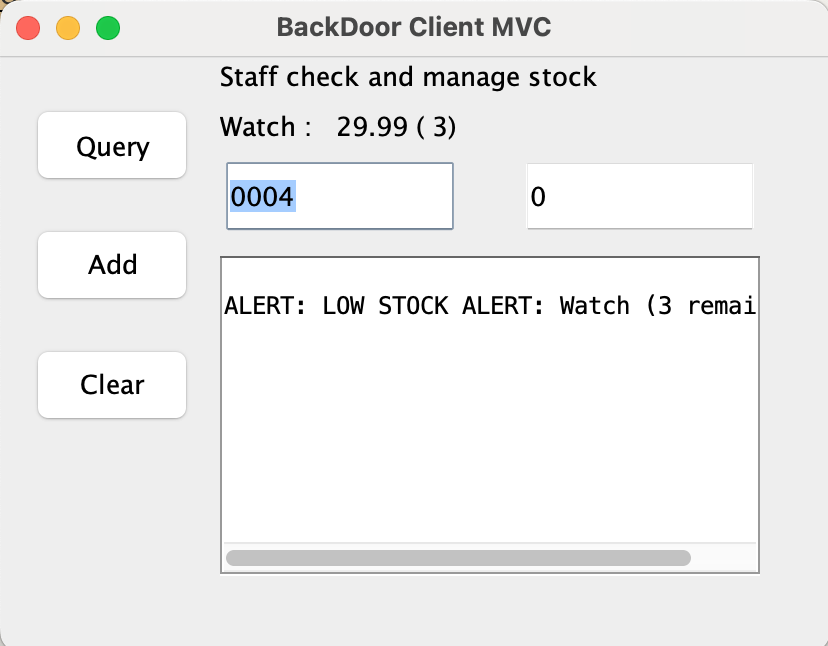 BackDoor Client MVC
Staff check and manage stock
Query
Watch :   29.99 ( 3)
0004
0
Add
ALERT: LOW STOCK ALERT: Watch (3 remai
Clear